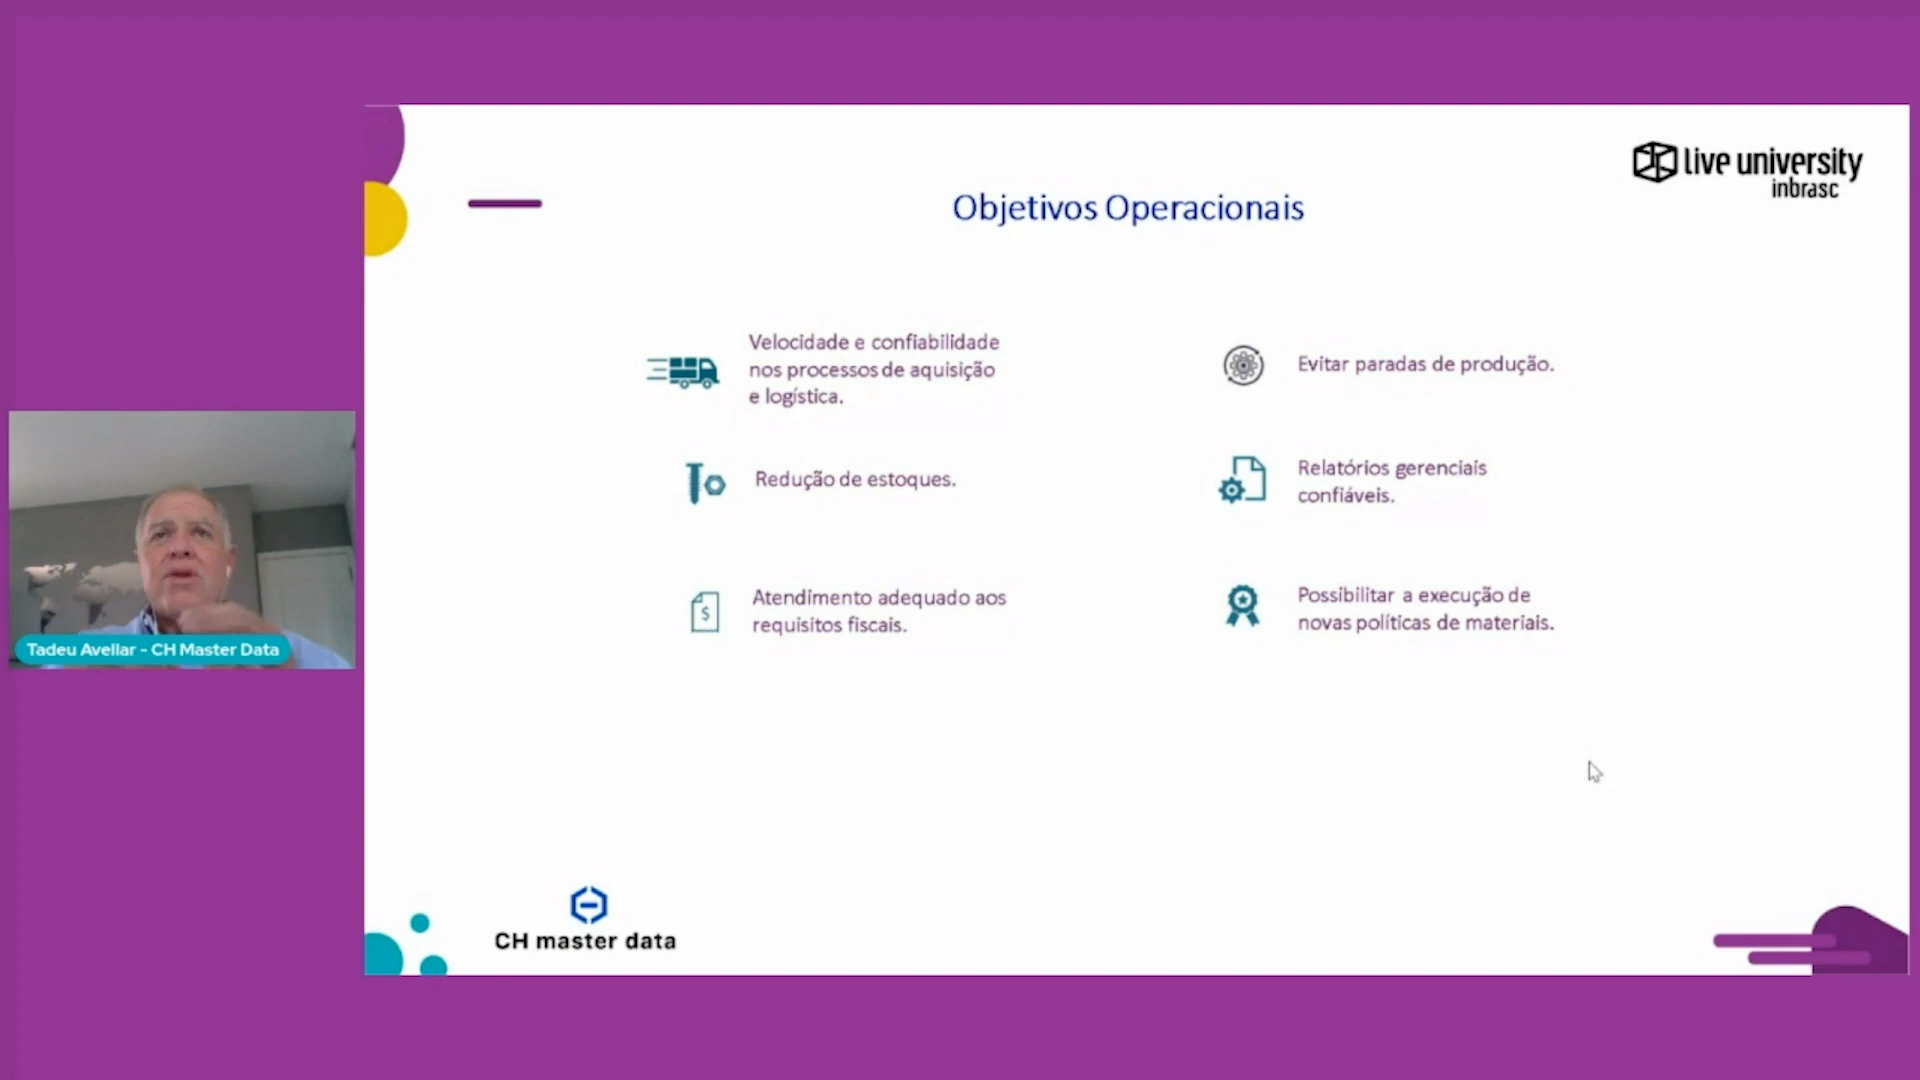 live university
inbrasc
Objetivos Operacionais
Velocidade e confiabilidade
nos processos de aquisição
e logística.
Evitar paradas de produção.
Redução de estoques.
Relatórios gerenciais
confiáveis.
$
Atendimento adequado aos
requisitos fiscais.
Possibilitar a execução de
novas políticas de materiais.
Tadeu Avellar - CH Master Data
CH master data